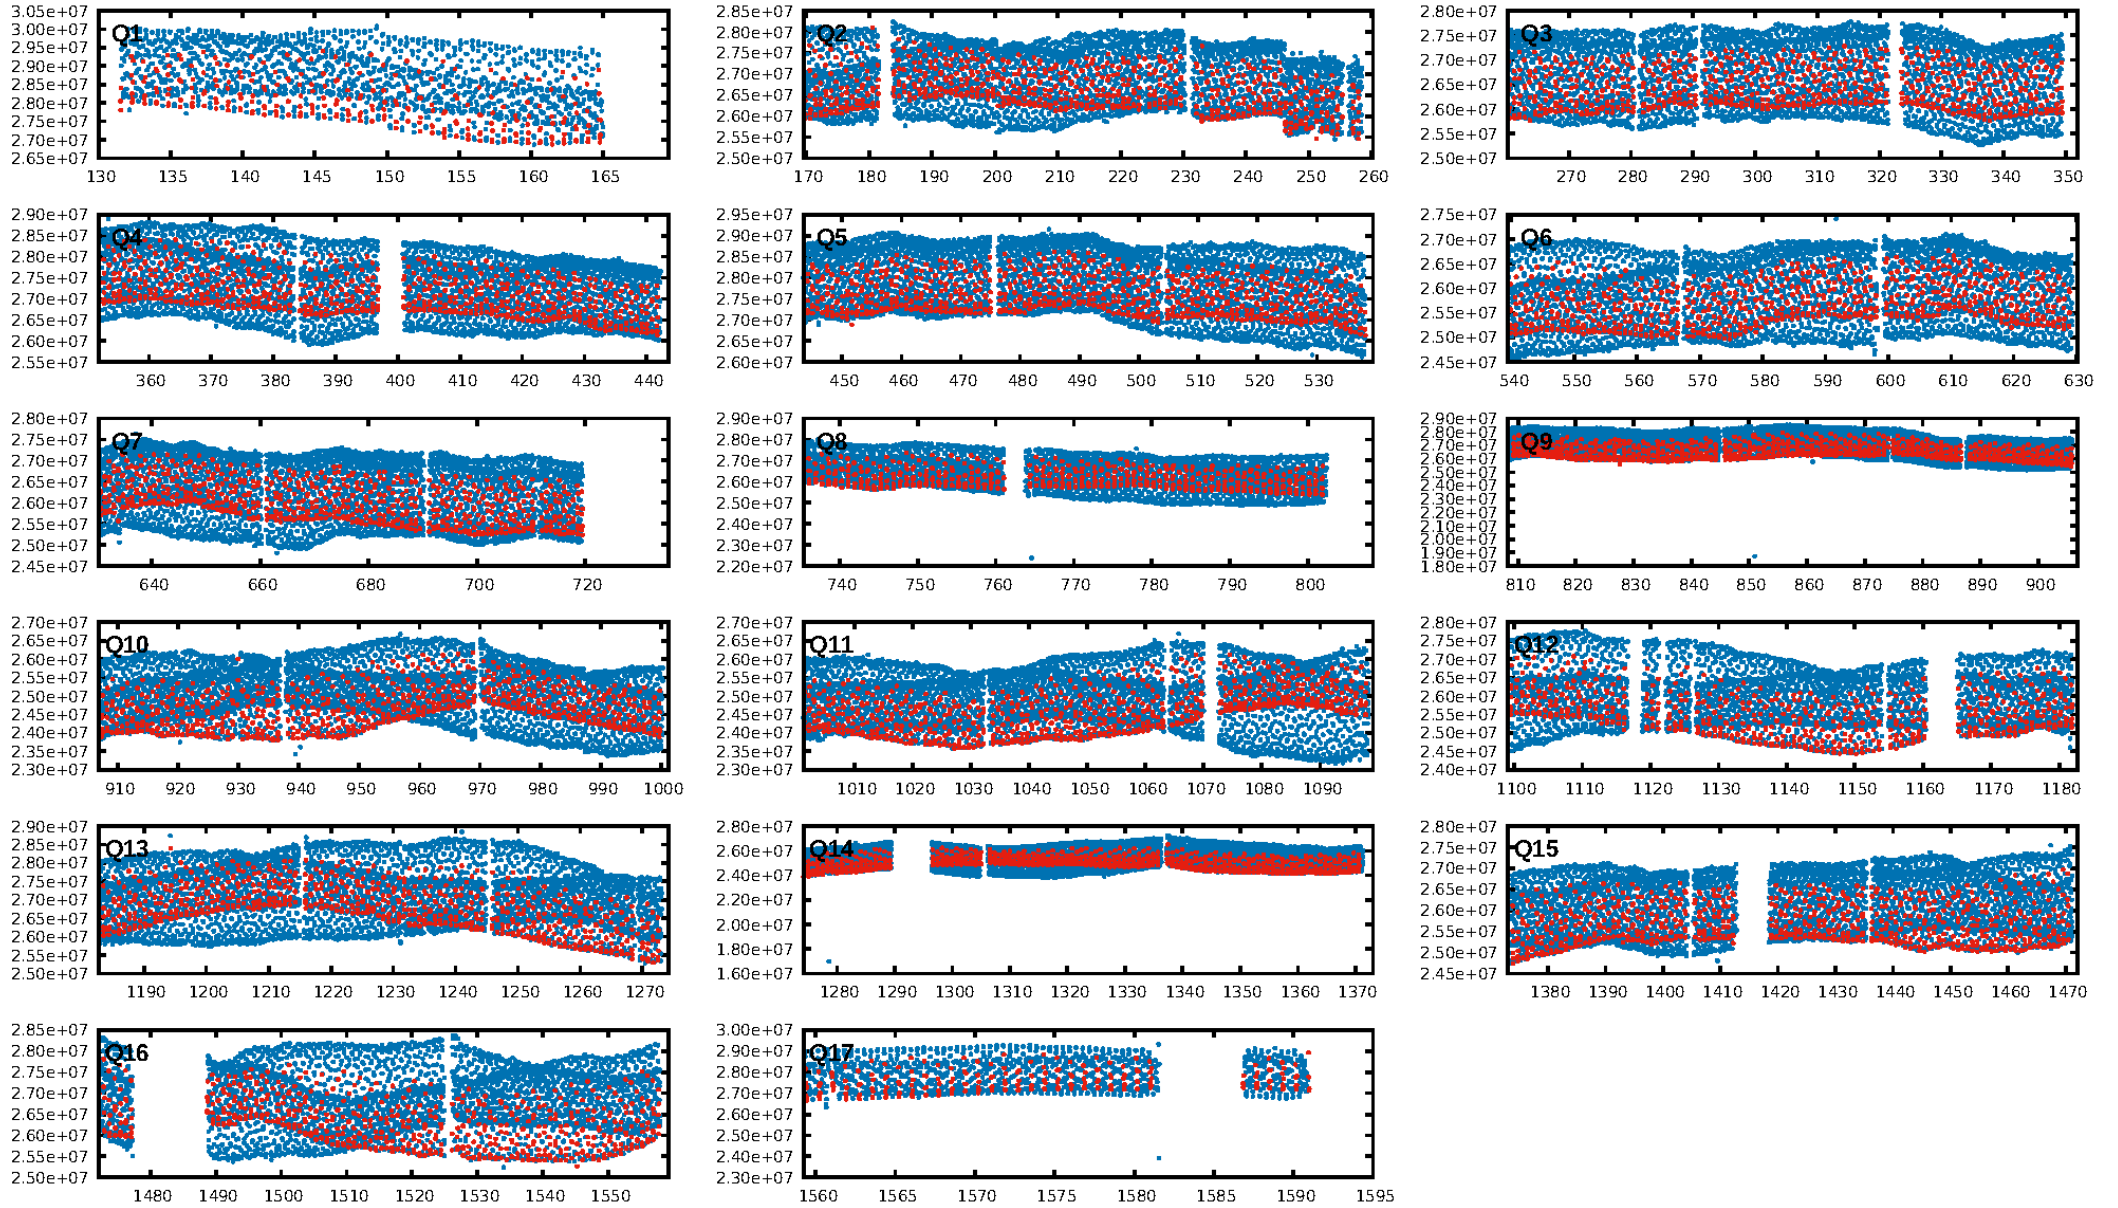 Q1
3.05e+07
3.00e+07
2.95e+07
2.90e+07
2.85e+07
2.80e+07
2.75e+07
2.70e+07
2.65e+07
130 135 140 145 150 155 160 165
Q2
2.85e+07
2.80e+07
2.75e+07
2.70e+07
2.65e+07
2.60e+07
2.55e+07
2.50e+07
170 180 190 200 210 220 230 240 250 260
Q3
2.80e+07
2.75e+07
2.70e+07
2.65e+07
2.60e+07
2.55e+07
2.50e+07
270 280 290 300 310 320 330 340 350
Q4
2.90e+07
2.85e+07
2.80e+07
2.75e+07
2.70e+07
2.65e+07
2.60e+07
2.55e+07
360 370 380 390 400 410 420 430 440
Q5
2.95e+07
2.90e+07
2.85e+07
2.80e+07
2.75e+07
2.70e+07
2.65e+07
2.60e+07
450 460 470 480 490 500 510 520 530
Q6
2.75e+07
2.70e+07
2.65e+07
2.60e+07
2.55e+07
2.50e+07
2.45e+07
540 550 560 570 580 590 600 610 620 630
Q7
2.80e+07
2.75e+07
2.70e+07
2.65e+07
2.60e+07
2.55e+07
2.50e+07
2.45e+07
640 660 680 700 720
Q8
2.90e+07
2.80e+07
2.70e+07
2.60e+07
2.50e+07
2.40e+07
2.30e+07
2.20e+07
740 750 760 770 780 790 800
Q9
2.90e+07
2.80e+07
2.70e+07
2.60e+07
2.50e+07
2.40e+07
2.30e+07
2.20e+07
2.10e+07
2.00e+07
1.90e+07
1.80e+07
810 820 830 840 850 860 870 880 890 900
Q10
2.70e+07
2.65e+07
2.60e+07
2.55e+07
2.50e+07
2.45e+07
2.40e+07
2.35e+07
2.30e+07
910 920 930 940 950 960 970 980 990 1000
Q11
2.70e+07
2.65e+07
2.60e+07
2.55e+07
2.50e+07
2.45e+07
2.40e+07
2.35e+07
2.30e+07
1010 1020 1030 1040 1050 1060 1070 1080 1090
Q12
2.80e+07
2.75e+07
2.70e+07
2.65e+07
2.60e+07
2.55e+07
2.50e+07
2.45e+07
2.40e+07
1100 1110 1120 1130 1140 1150 1160 1170 1180
Q13
2.90e+07
2.85e+07
2.80e+07
2.75e+07
2.70e+07
2.65e+07
2.60e+07
2.55e+07
2.50e+07
1190 1200 1210 1220 1230 1240 1250 1260 1270
Q14
2.80e+07
2.60e+07
2.40e+07
2.20e+07
2.00e+07
1.80e+07
1.60e+07
1280 1290 1300 1310 1320 1330 1340 1350 1360 1370
Q15
2.80e+07
2.75e+07
2.70e+07
2.65e+07
2.60e+07
2.55e+07
2.50e+07
2.45e+07
1380 1390 1400 1410 1420 1430 1440 1450 1460 1470
Q16
2.85e+07
2.80e+07
2.75e+07
2.70e+07
2.65e+07
2.60e+07
2.55e+07
2.50e+07
1480 1490 1500 1510 1520 1530 1540 1550
Q17
3.00e+07
2.90e+07
2.80e+07
2.70e+07
2.60e+07
2.50e+07
2.40e+07
2.30e+07
1560 1565 1570 1575 1580 1585 1590 1595